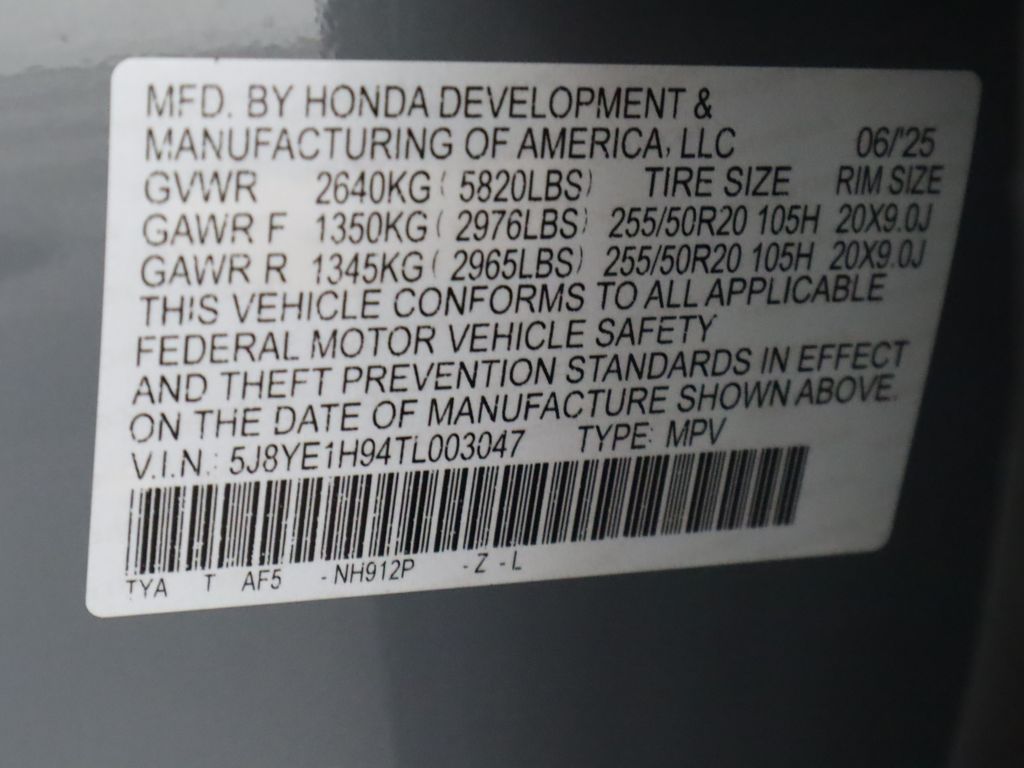 MFD. BY HONDA DEVELOPMENT &
MANUFACTURING OF AMERICA, LLC 06/'25
GVWR 2640KG ( 5820LBS) TIRE SIZE RIM SIZE
GAWR F 1350KG ( 2976LBS) 255/50R20 105H 20X9.0J
GAWR R 1345KG ( 2965LBS) 255/50R20 105H 20X9.0J
THIS VEHICLE CONFORMS TO ALL APPLICABLE
FEDERAL MOTOR VEHICLE SAFETY
AND THEFT PREVENTION STANDARDS IN EFFECT
ON THE DATE OF MANUFACTURE SHOWN ABOVE.
V.I.N.: 5J8YE1H94TL003047 TYPE: MPV
TYA T AF5 - NH912P - Z - L